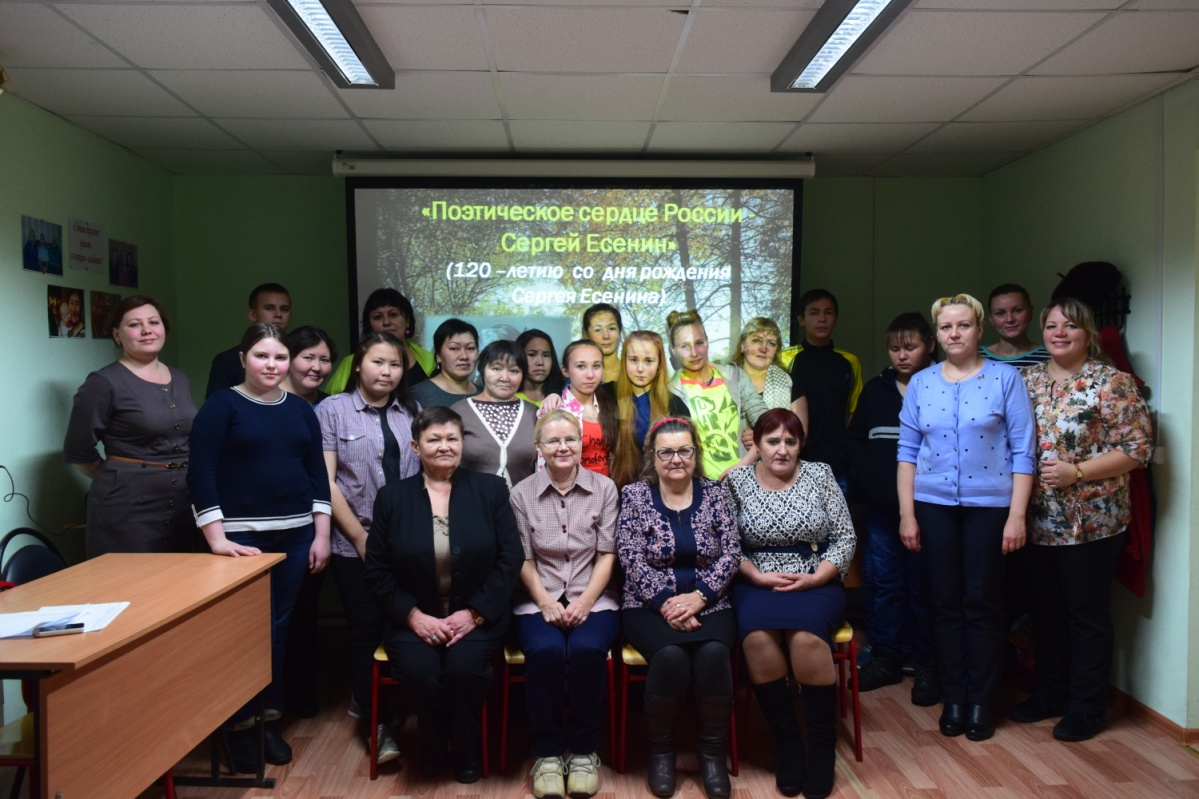 «Поэтическое сердце России -
Сергей Есенин»
(120 –летию со дня рождения
Сергея Есенина)